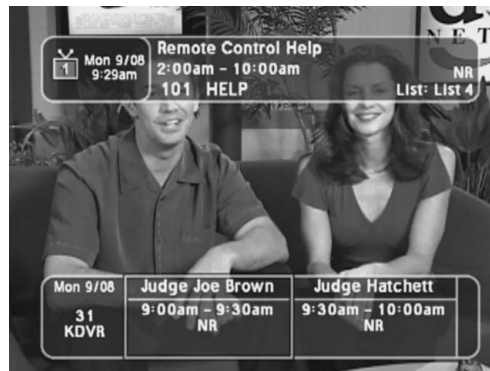 NET
Mon 9/08
9:29am
1
Remote Control Help
2:00am - 10:00am
NR
101 HELP
List: List 4
Mon 9/08
31
KDVR
Judge Joe Brown
9:00am - 9:30am
NR
Judge Hatchett
9:30am - 10:00am
NR